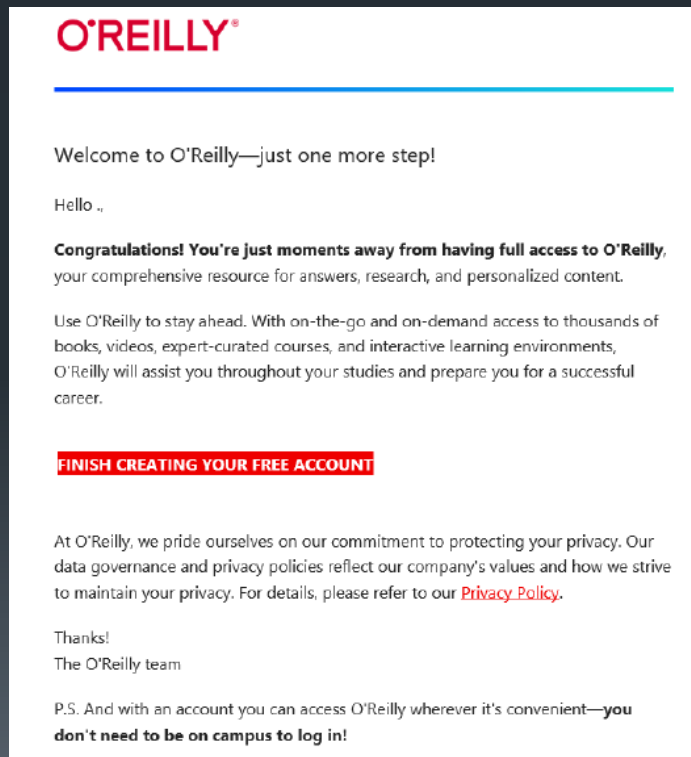 O'REILLY®
Welcome to O'Reilly—just one more step!
Hello .,
Congratulations! You're just moments away from having full access to O'Reilly,
your comprehensive resource for answers, research, and personalized content.
Use O'Reilly to stay ahead. With on-the-go and on-demand access to thousands of
books, videos, expert-curated courses, and interactive learning environments,
O'Reilly will assist you throughout your studies and prepare you for a successful
career.
FINISH CREATING YOUR FREE ACCOUNT
At O'Reilly, we pride ourselves on our commitment to protecting your privacy. Our
data governance and privacy policies reflect our company's values and how we strive
to maintain your privacy. For details, please refer to our Privacy Policy.
Thanks!
The O'Reilly team
P.S. And with an account you can access O'Reilly wherever it's convenient—you
don't need to be on campus to log in!